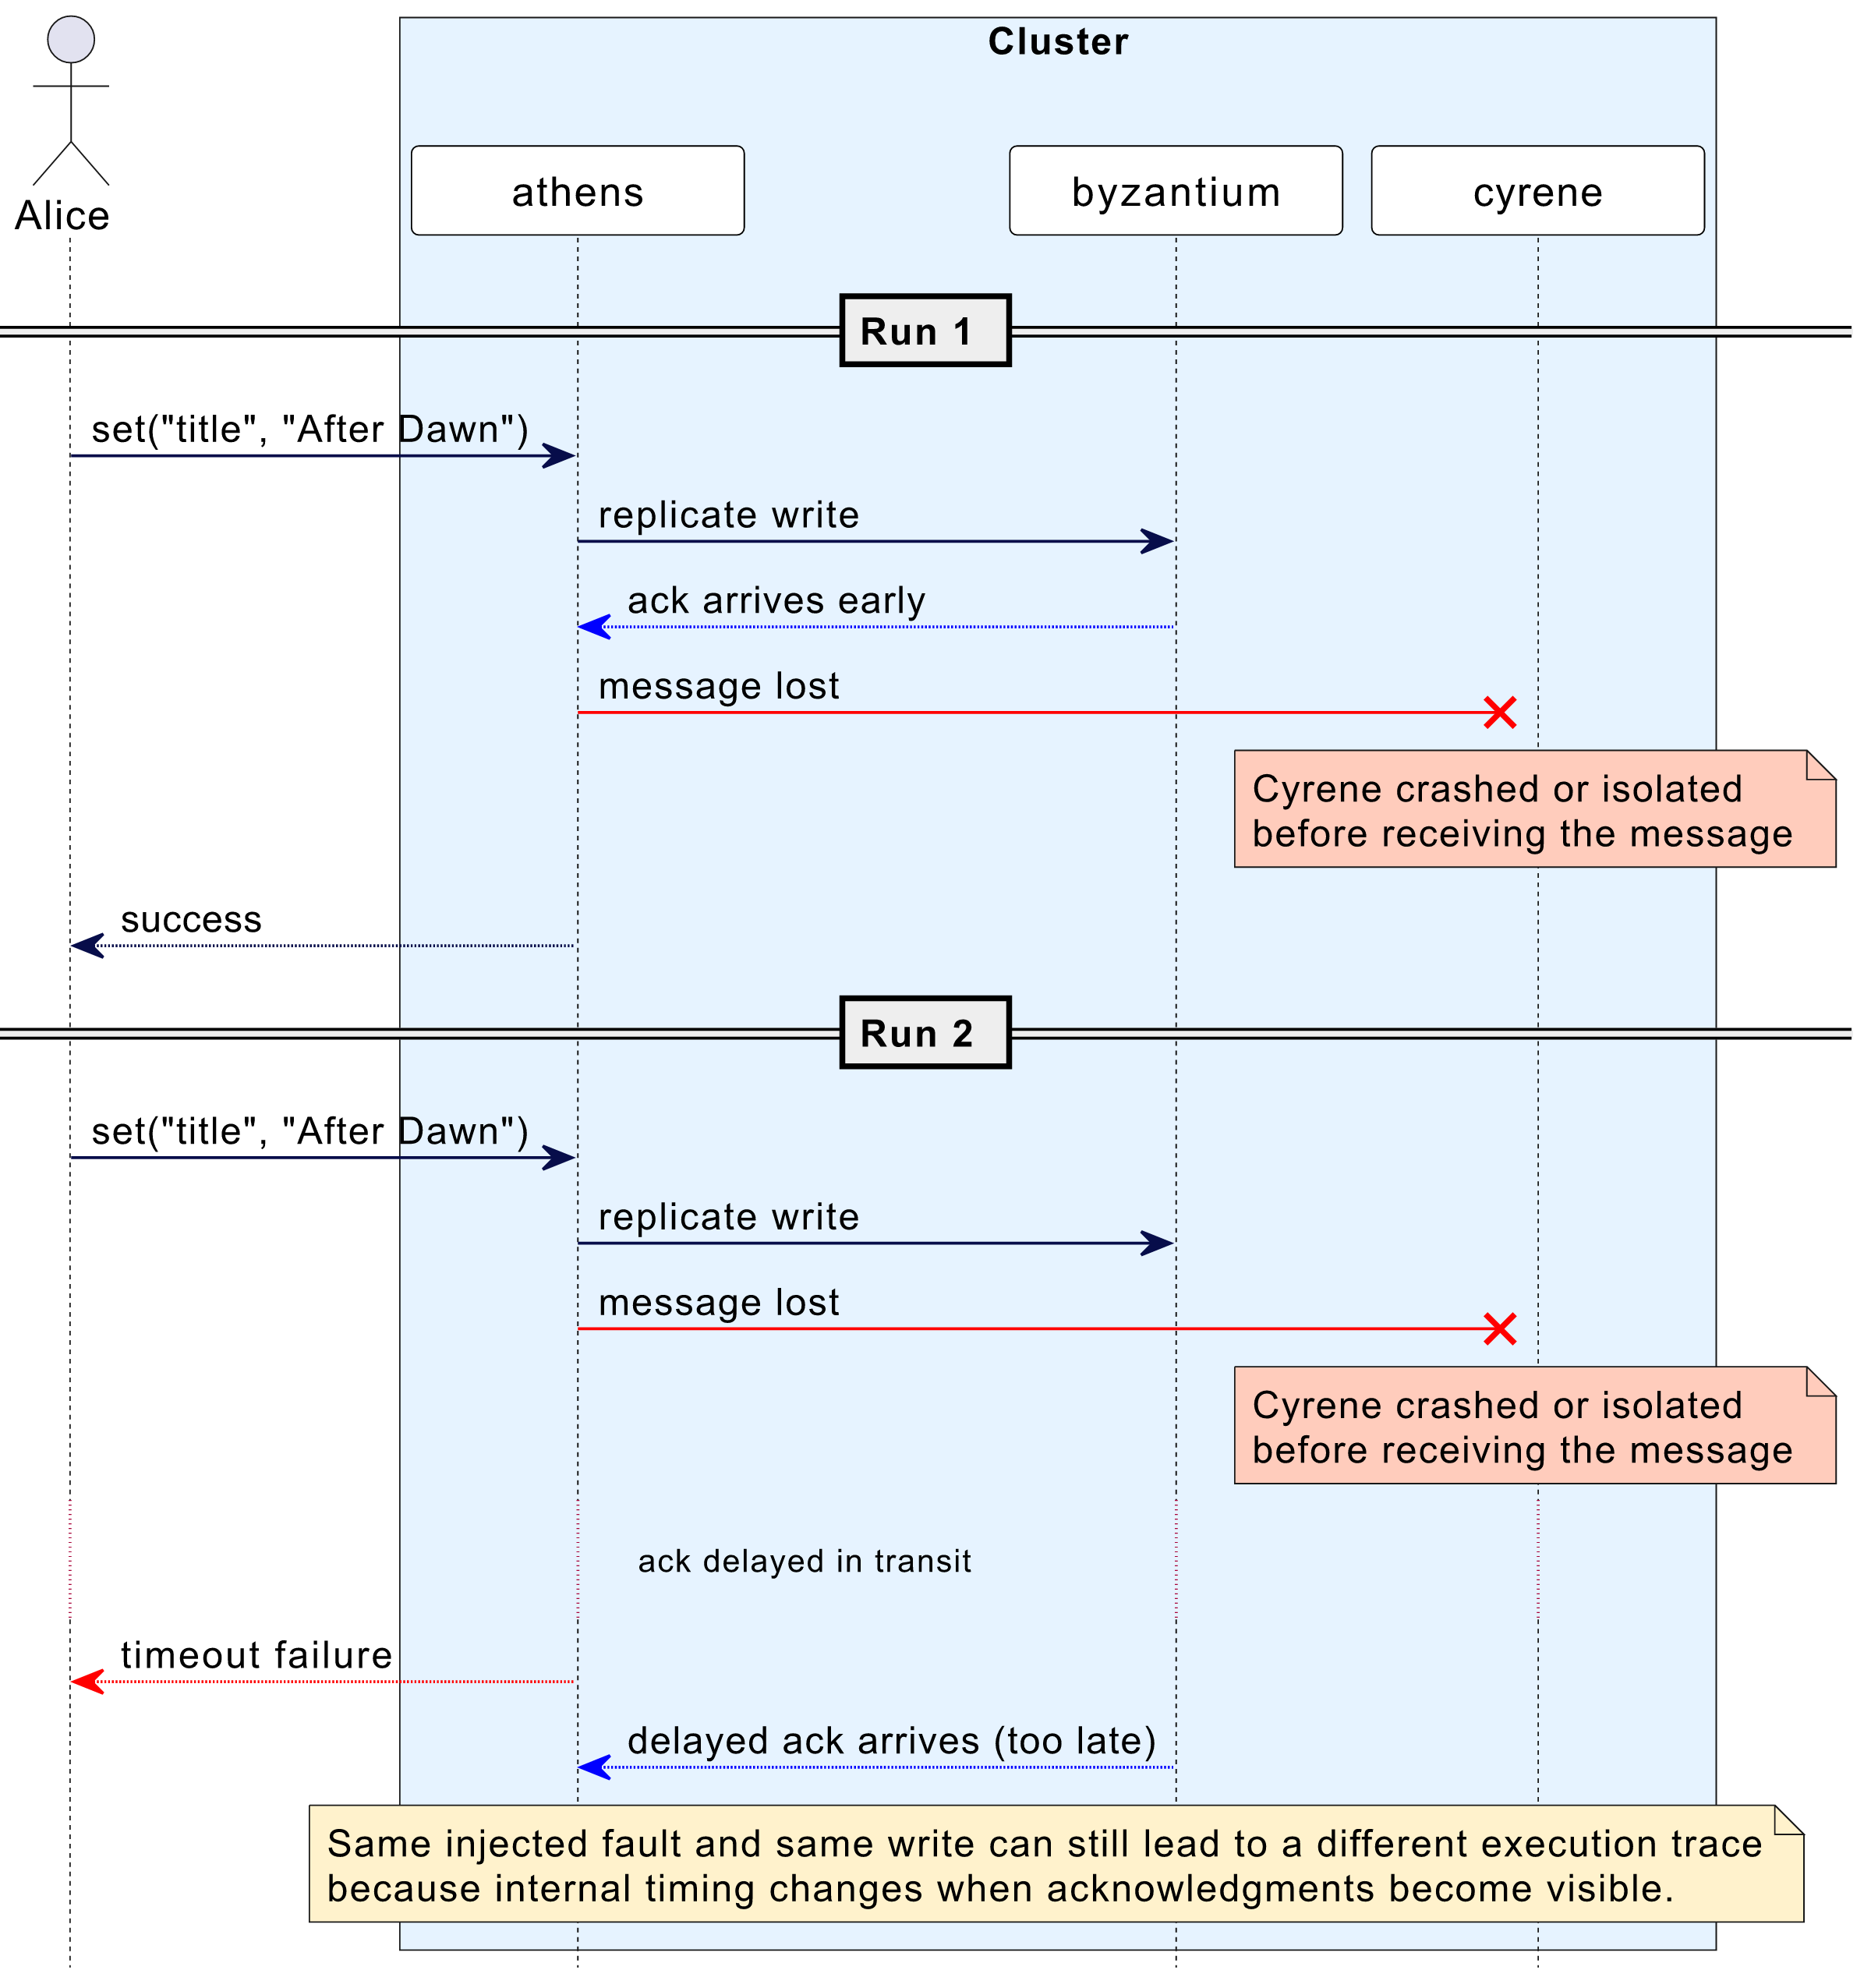 Cluster
Alice
athens
byzantium
cyrene
Run 1
set("title", "After Dawn")
replicate write
ack arrives early
message lost
Cyrene crashed or isolated
before receiving the message
success
Run 2
set("title", "After Dawn")
replicate write
message lost
Cyrene crashed or isolated
before receiving the message
ack delayed in transit
timeout failure
delayed ack arrives (too late)
Same injected fault and same write can still lead to a different execution trace
because internal timing changes when acknowledgments become visible.